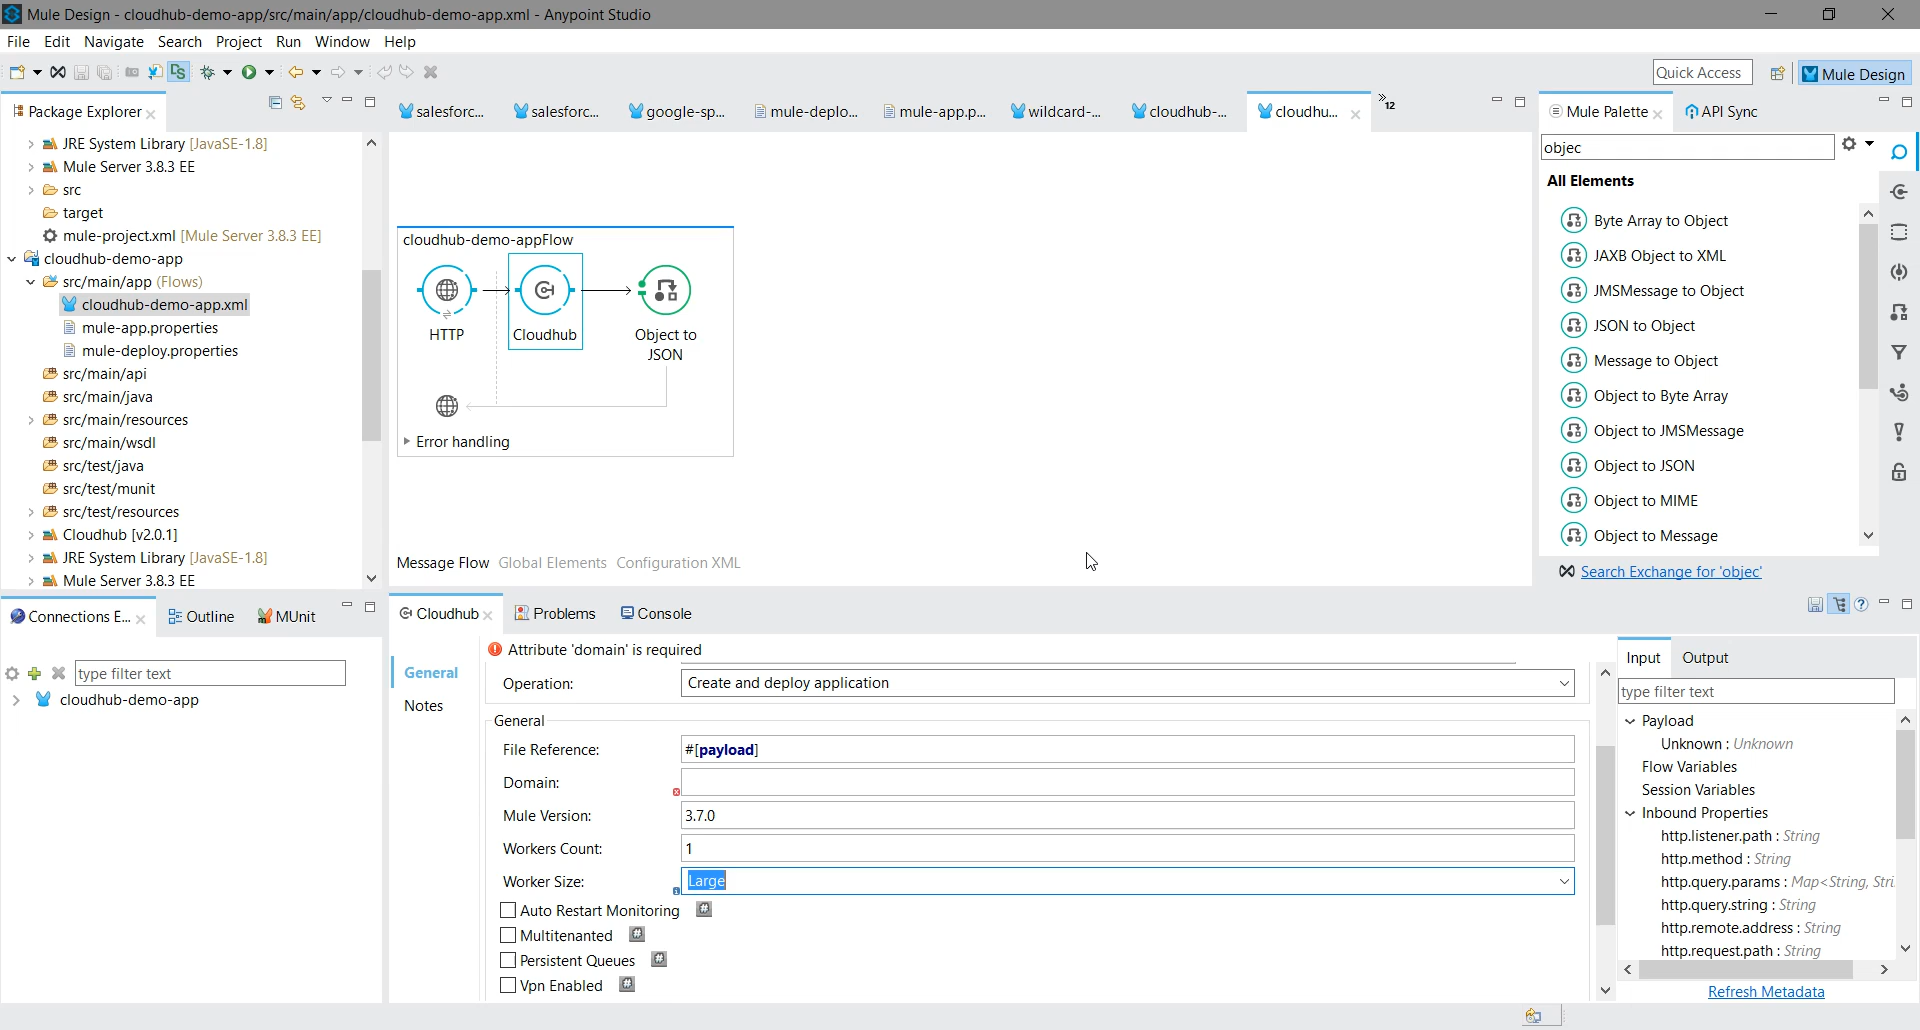 Mule Design - cloudhub-demo-app/src/main/app/cloudhub-demo-app.xml - Anypoint Studio
File Edit Navigate Search Project Run Window Help
Quick Access
Mule Design
Package Explorer
JRE System Library [JavaSE-1.8]
Mule Server 3.8.3 EE
src
target
mule-project.xml [Mule Server 3.8.3 EE]
cloudhub-demo-app
src/main/app (Flows)
cloudhub-demo-app.xml
mule-app.properties
mule-deploy.properties
src/main/api
src/main/java
src/main/resources
src/main/wsdl
src/test/java
src/test/munit
src/test/resources
Cloudhub [v2.0.1]
JRE System Library [JavaSE-1.8]
Mule Server 3.8.3 EE
salesforc... salesforc... google-sp... mule-deplo... mule-app.p... wildcard-... cloudhub-... cloudhu... »12
cloudhub-demo-appFlow
HTTP
Cloudhub
Object to
JSON
Error handling
Message Flow Global Elements Configuration XML
Mule Palette
API Sync
objec
All Elements
Byte Array to Object
JAXB Object to XML
JMSMessage to Object
JSON to Object
Message to Object
Object to Byte Array
Object to JMSMessage
Object to JSON
Object to MIME
Object to Message
Search Exchange for 'objec'
Connections E...
Outline
MUnit
type filter text
cloudhub-demo-app
Cloudhub
Problems
Console
General
Notes
Attribute 'domain' is required
Operation: Create and deploy application
General
File Reference: #[payload]
Domain:
Mule Version: 3.7.0
Workers Count: 1
Worker Size: Large
Auto Restart Monitoring
Multitenanted
Persistent Queues
Vpn Enabled
Input Output
type filter text
Payload
Unknown : Unknown
Flow Variables
Session Variables
Inbound Properties
http.listener.path : String
http.method : String
http.query.params : Map<String, Stri
http.query.string : String
http.remote.address : String
http.request.path : String
Refresh Metadata